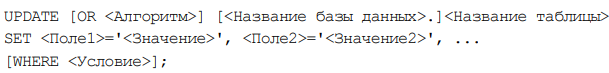 UPDATE [OR <Алгоритм>] [<Название базы данных>.]<Название таблицы>
SET <Поле1>='<Значение>', <Поле2>='<Значение2>', ...
[WHERE <Условие>];